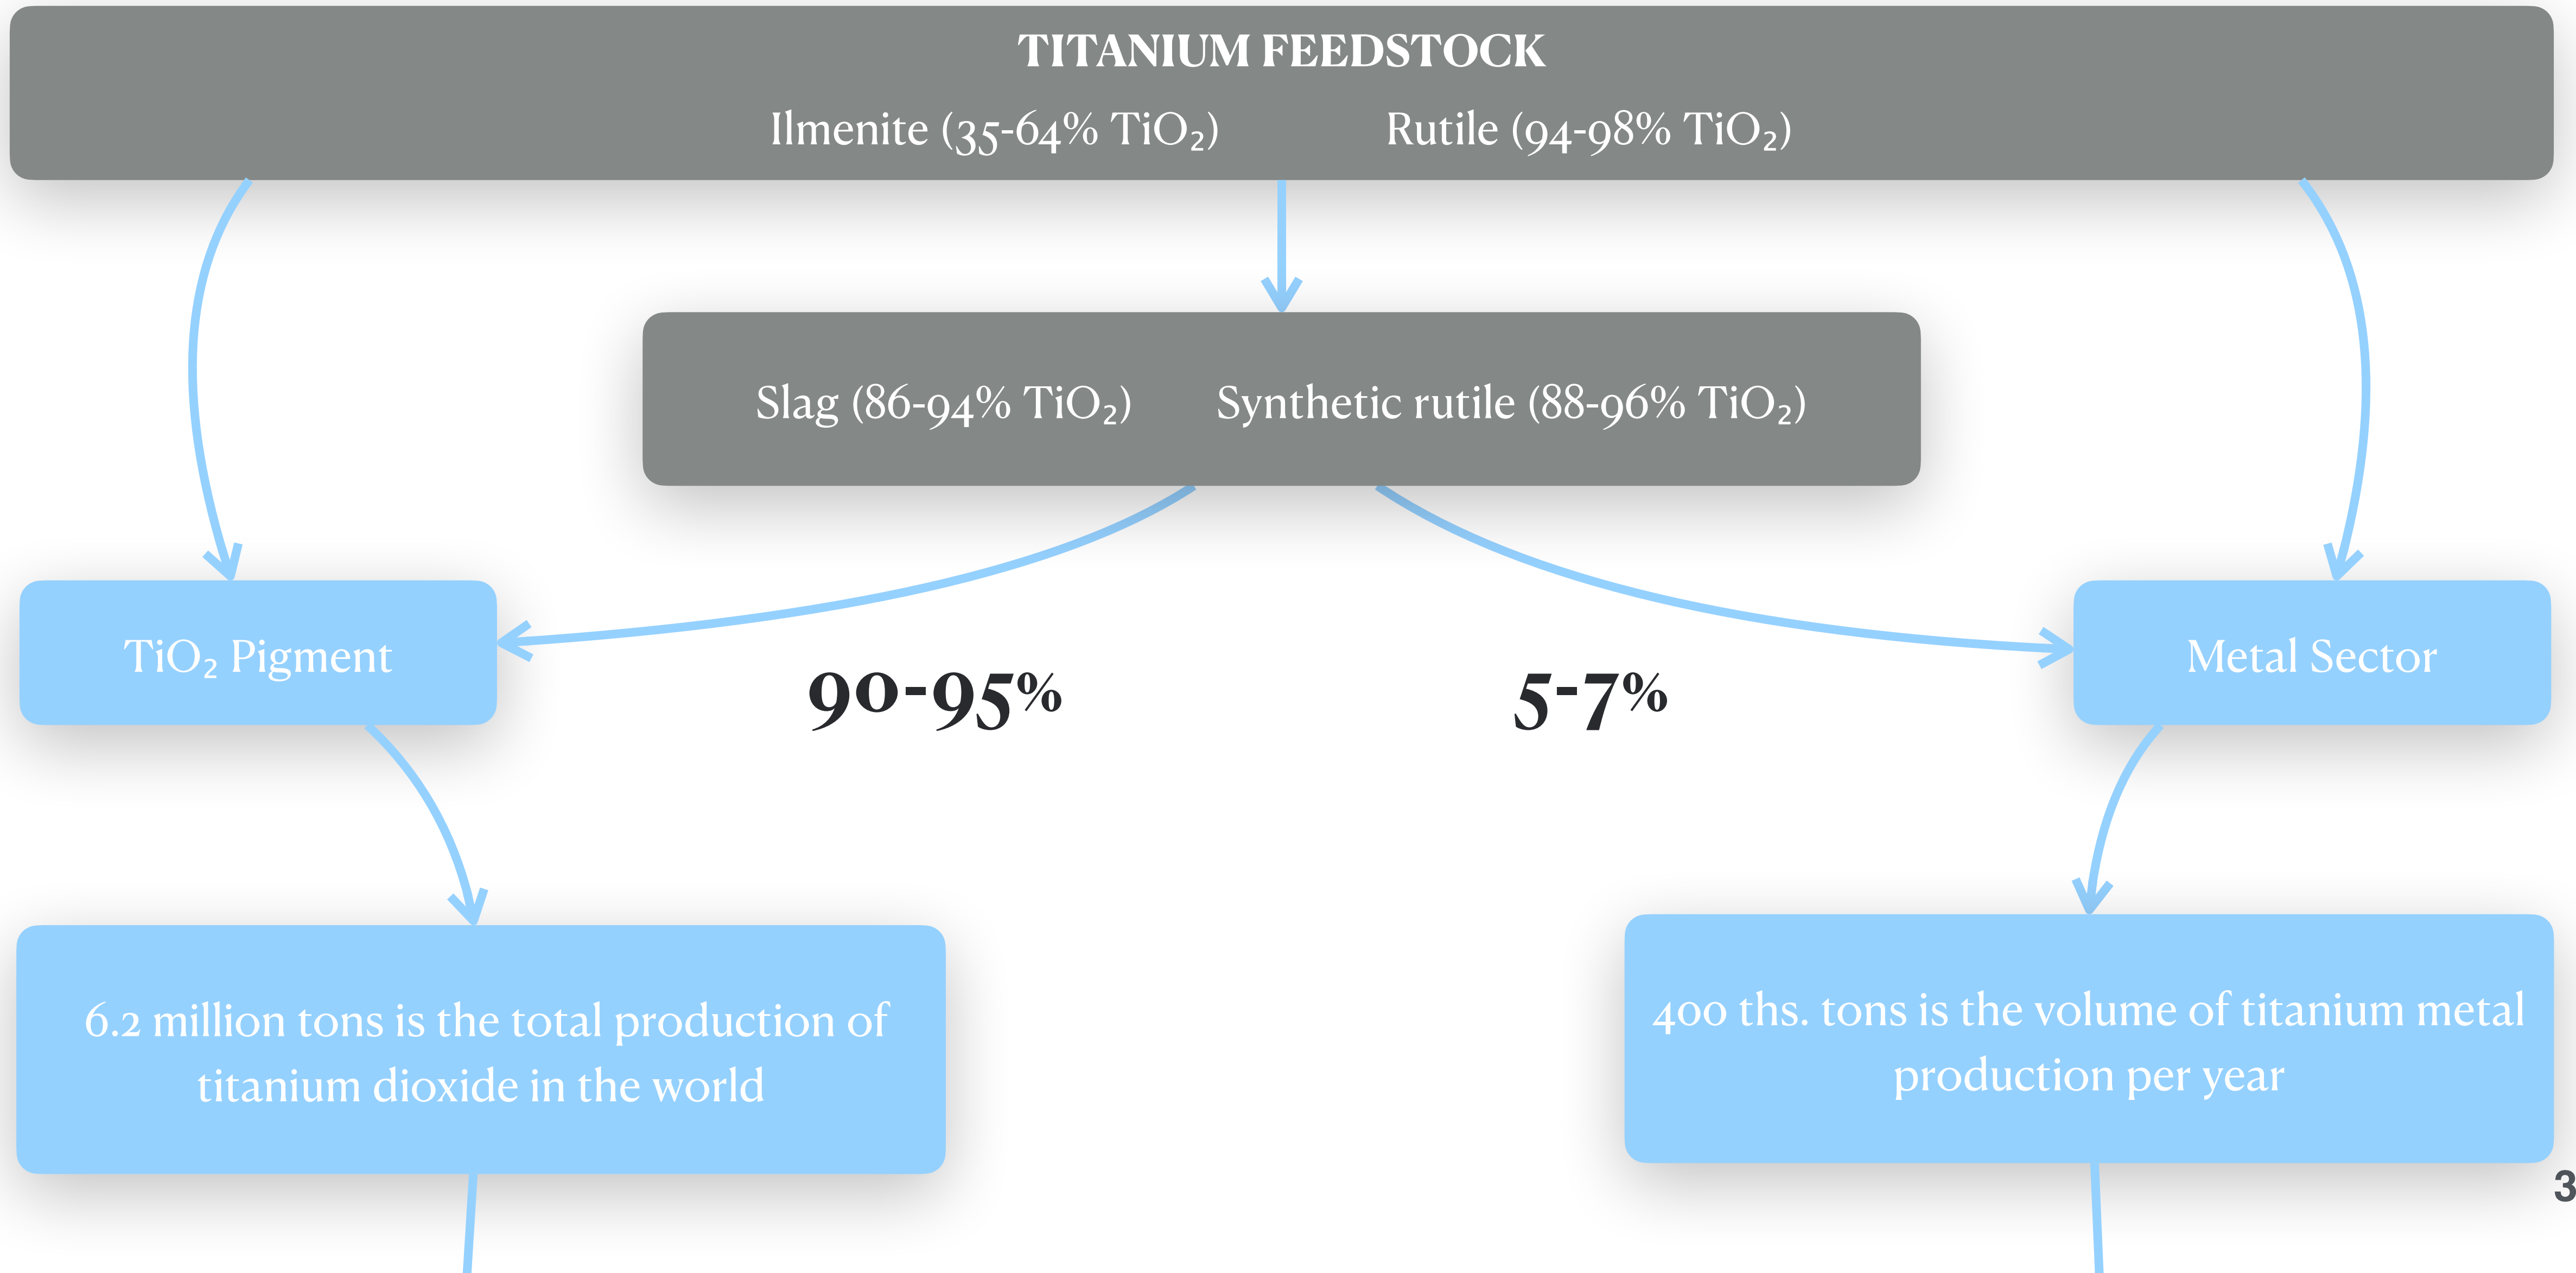 TITANIUM FEEDSTOCK
Ilmenite (35-64% TiO₂) Rutile (94-98% TiO₂)
Slag (86-94% TiO₂) Synthetic rutile (88-96% TiO₂)
TiO₂ Pigment
90-95%
5-7%
Metal Sector
6.2 million tons is the total production of
titanium dioxide in the world
400 ths. tons is the volume of titanium metal
production per year
3